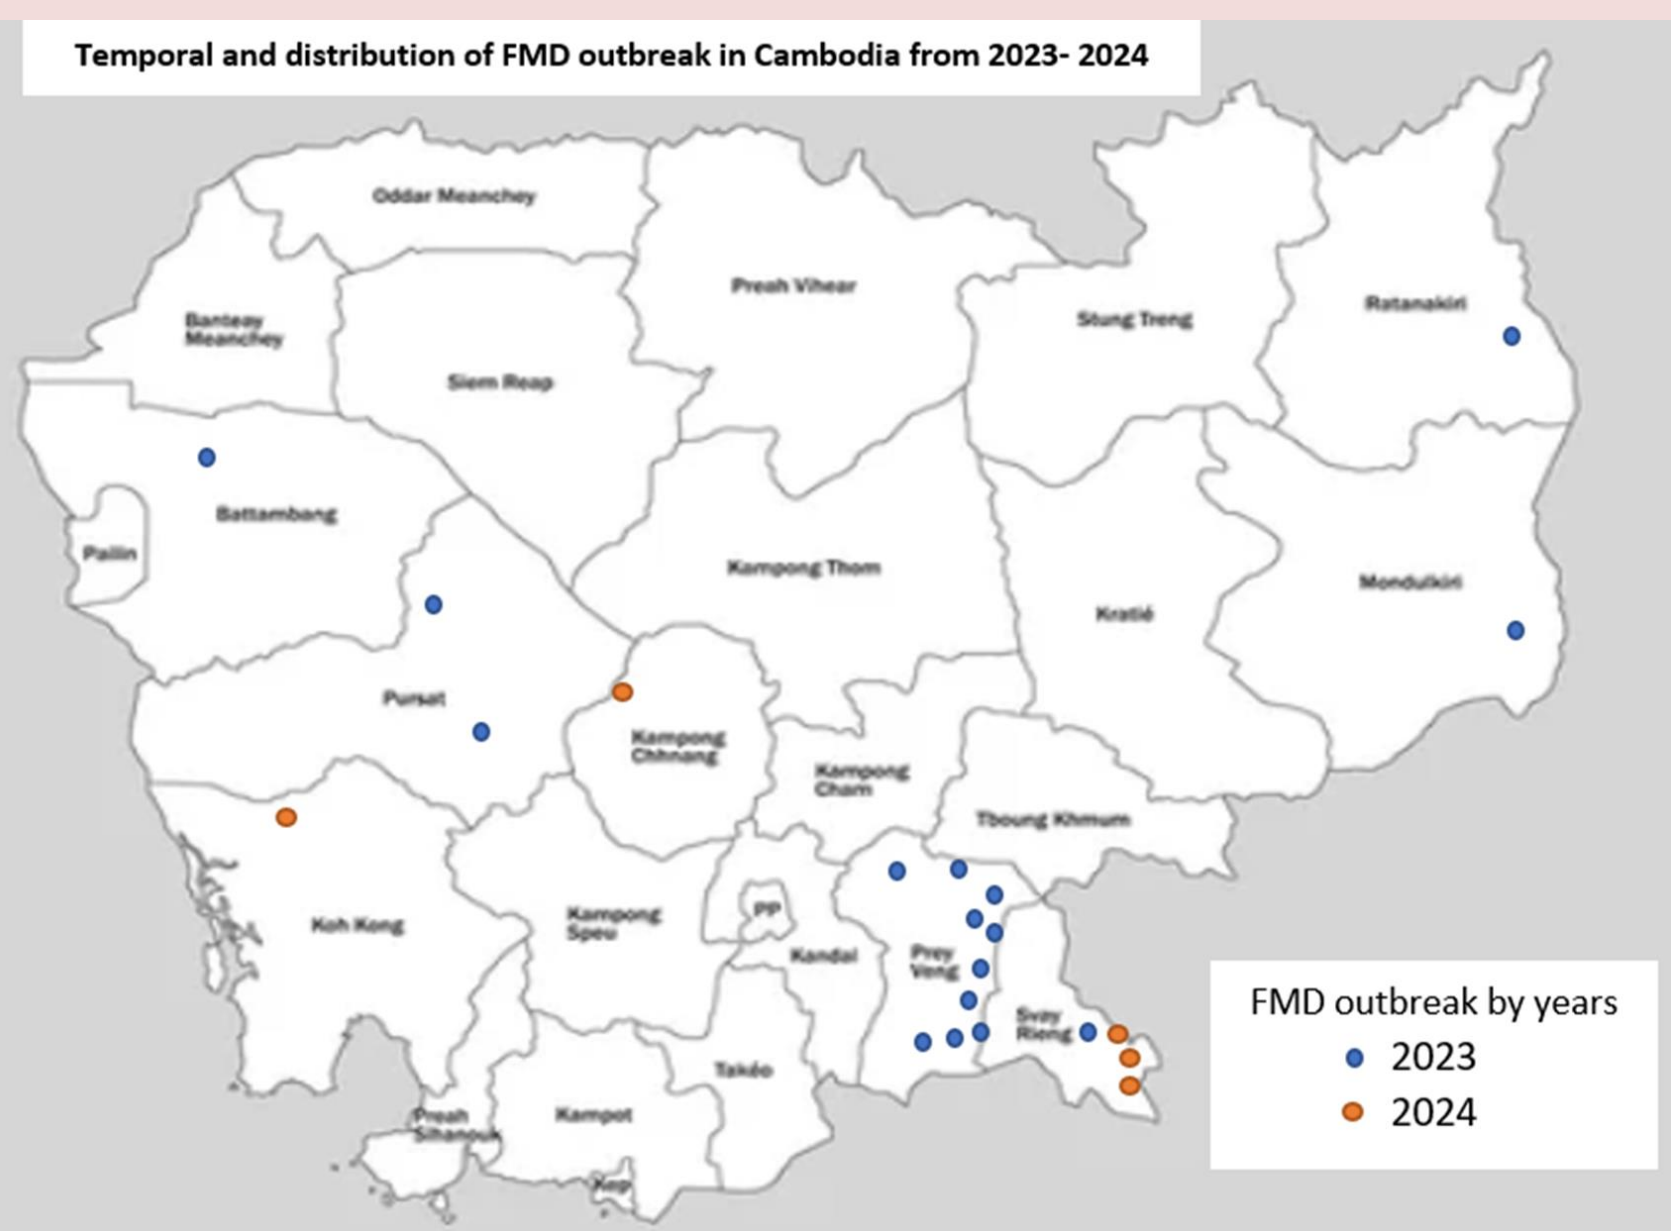 Temporal and distribution of FMD outbreak in Cambodia from 2023- 2024
Oddar Meanchey
Preah Vihear
Banteay
Meanchey
Stung Treng
Ratanakiri
Siem Reap
Battambang
Pailin
Kampong Thom
Mondulkiri
Kratié
Pursat
Kampong
Chhnang
Kampong
Cham
Tboung Khmum
Koh Kong
Kampong
Speu
PP
Kandal
Prey
Veng
Svay
Rieng
Takéo
Preah
Sihanouk
Kampot
Kep
FMD outbreak by years
2023
2024